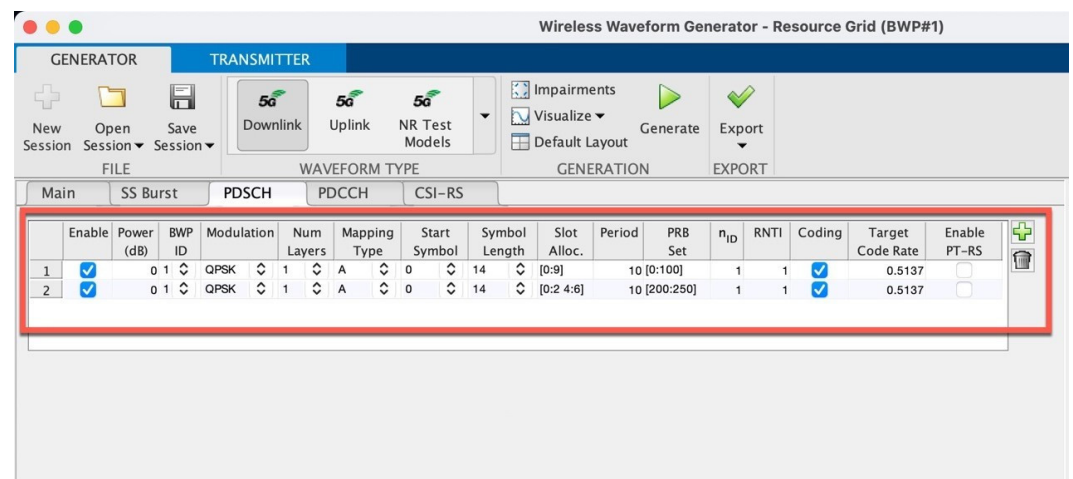 Wireless Waveform Generator - Resource Grid (BWP#1)
GENERATOR TRANSMITTER
New Session
Open Session
Save Session
5G Downlink
5G Uplink
5G NR Test Models
Impairments
Visualize
Default Layout
Generate
Export
FILE WAVEFORM TYPE GENERATION EXPORT
Main SS Burst PDSCH PDCCH CSI-RS
Enable Power (dB) BWP ID Modulation Num Layers Mapping Type Start Symbol Symbol Length Slot Alloc. Period PRB Set nID RNTI Coding Target Code Rate Enable PT-RS
1 0 1 QPSK 1 A 0 14 [0:9] 10 [0:100] 1 1 0.5137
2 0 1 QPSK 1 A 0 14 [0:2 4:6] 10 [200:250] 1 1 0.5137